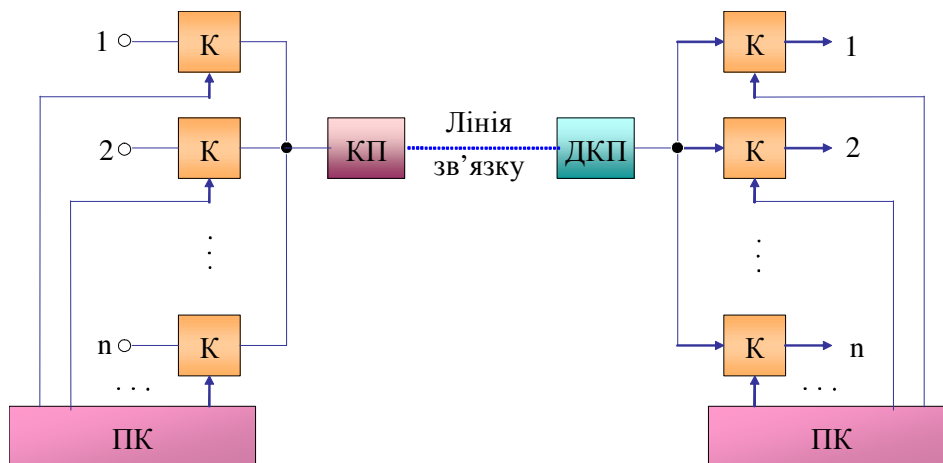 1 К К 1
2 К КП Лінія зв’язку ДКП К 2
n К К n
. . . . . .
ПК ПК